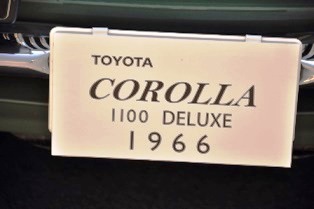 TOYOTA
COROLLA
1100 DELUXE
1966